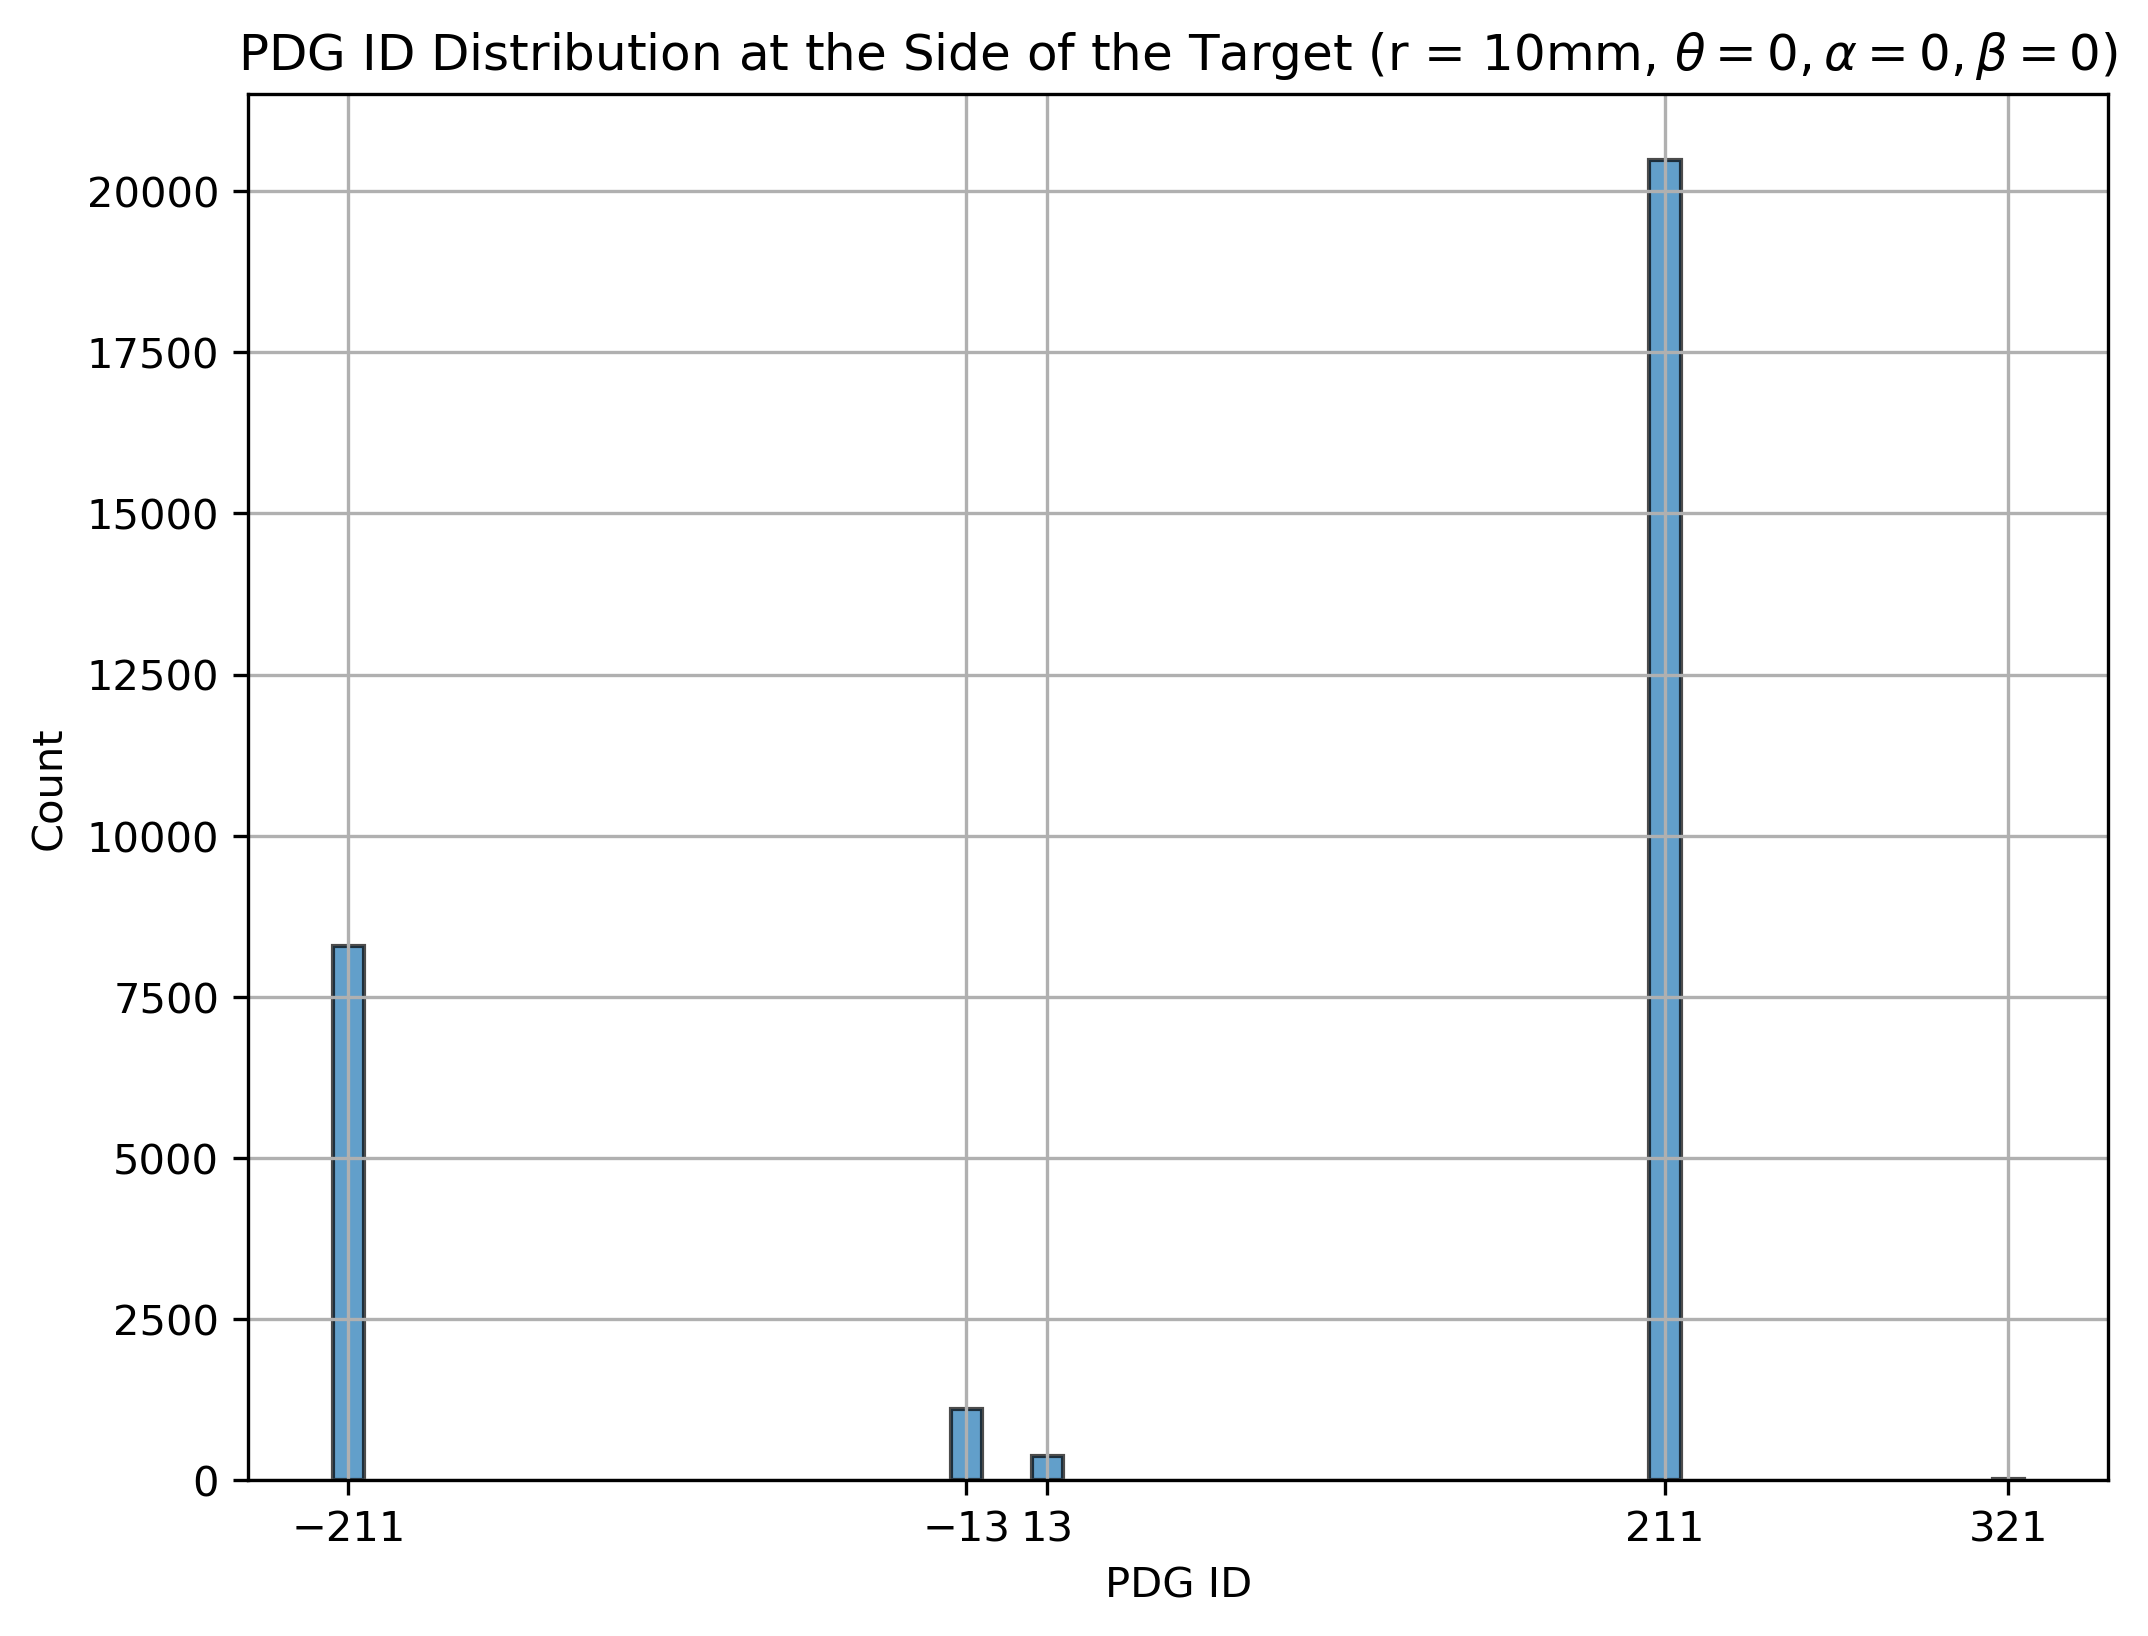 PDG ID Distribution at the Side of the Target (r = 10mm, θ = 0, α = 0, β = 0)
Count
20000
17500
15000
12500
10000
7500
5000
2500
0
−211 −13 13 211 321
PDG ID